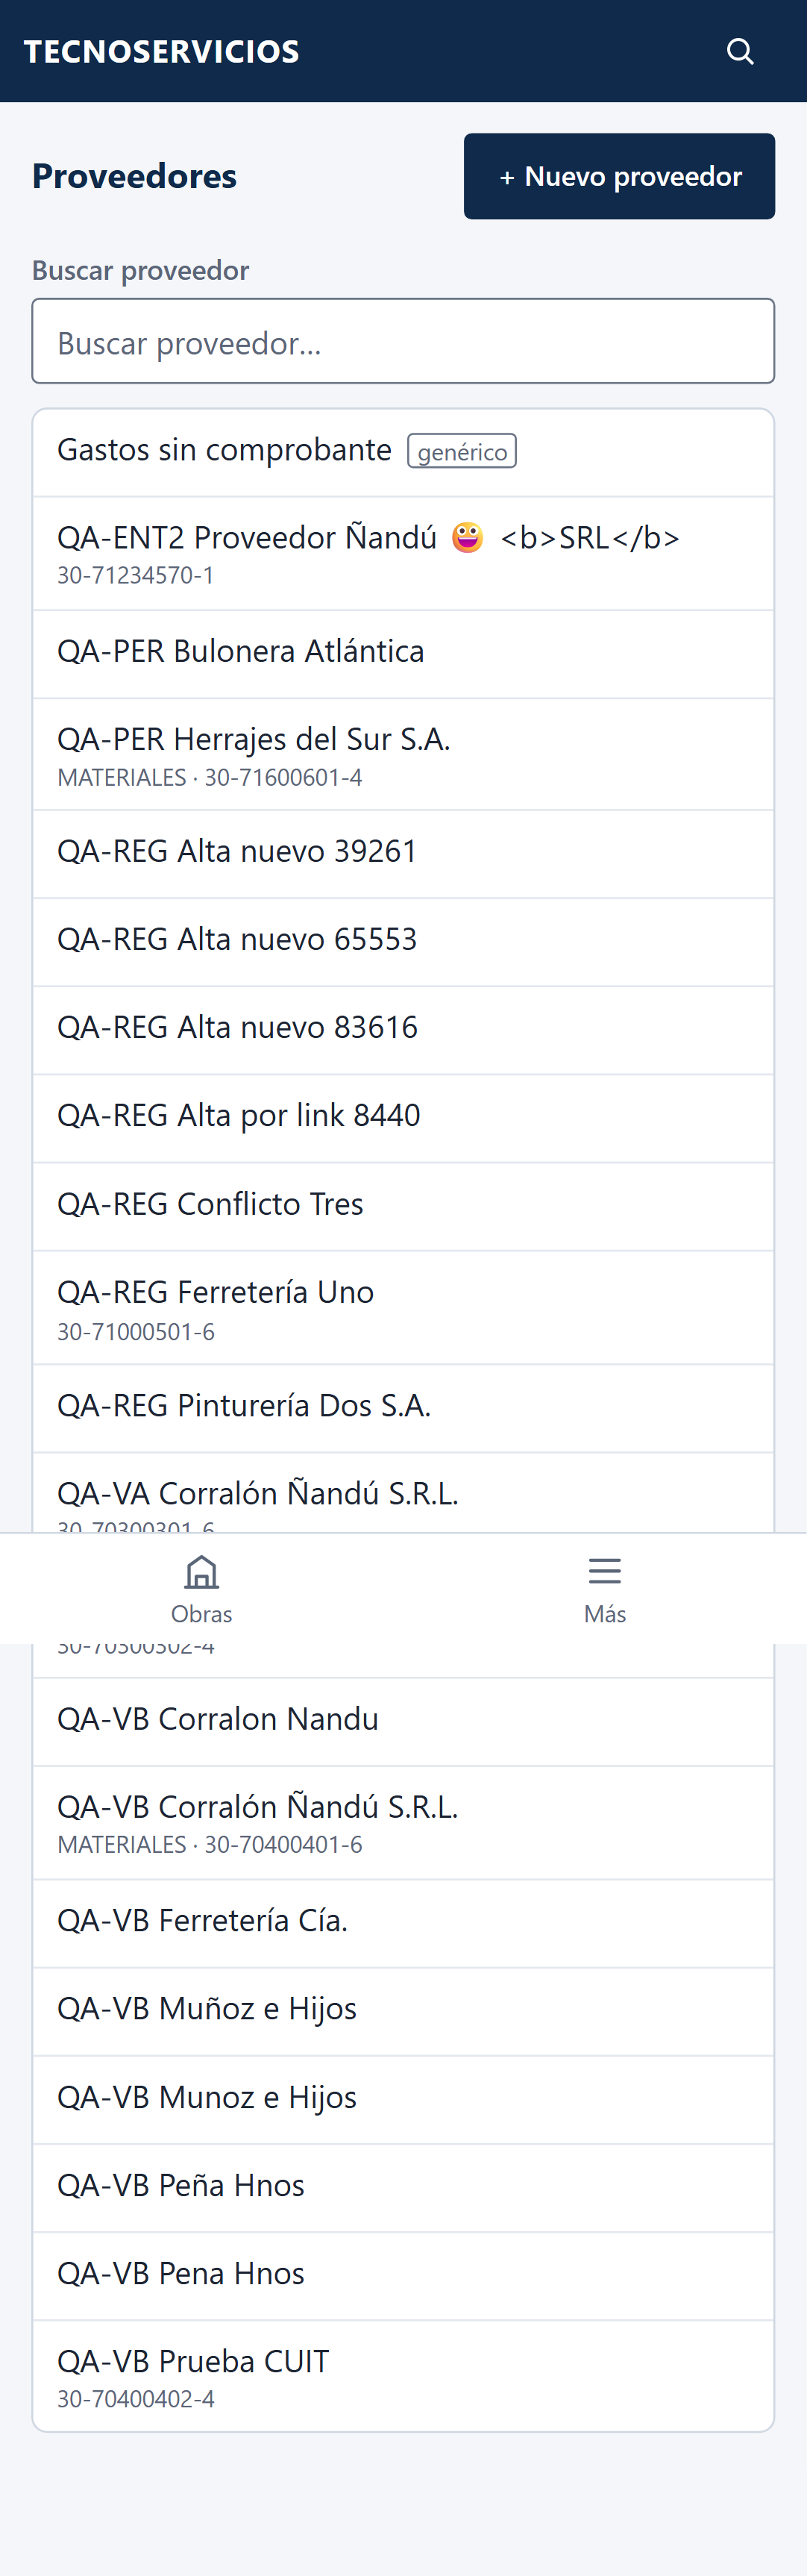 TECNOSERVICIOS
Proveedores
+ Nuevo proveedor
Buscar proveedor
Buscar proveedor...
Gastos sin comprobante genérico
QA-ENT2 Proveedor Ñandú 😀 <b>SRL</b>
30-71234570-1
QA-PER Bulonera Atlántica
QA-PER Herrajes del Sur S.A.
MATERIALES · 30-71600601-4
QA-REG Alta nuevo 39261
QA-REG Alta nuevo 65553
QA-REG Alta nuevo 83616
QA-REG Alta por link 8440
QA-REG Conflicto Tres
QA-REG Ferretería Uno
30-71000501-6
QA-REG Pinturería Dos S.A.
QA-VA Corralón Ñandú S.R.L.
30-70300301-6
Obras
Más
30-70300302-4
QA-VB Corralon Nandu
QA-VB Corralón Ñandú S.R.L.
MATERIALES · 30-70400401-6
QA-VB Ferretería Cía.
QA-VB Muñoz e Hijos
QA-VB Munoz e Hijos
QA-VB Peña Hnos
QA-VB Pena Hnos
QA-VB Prueba CUIT
30-70400402-4